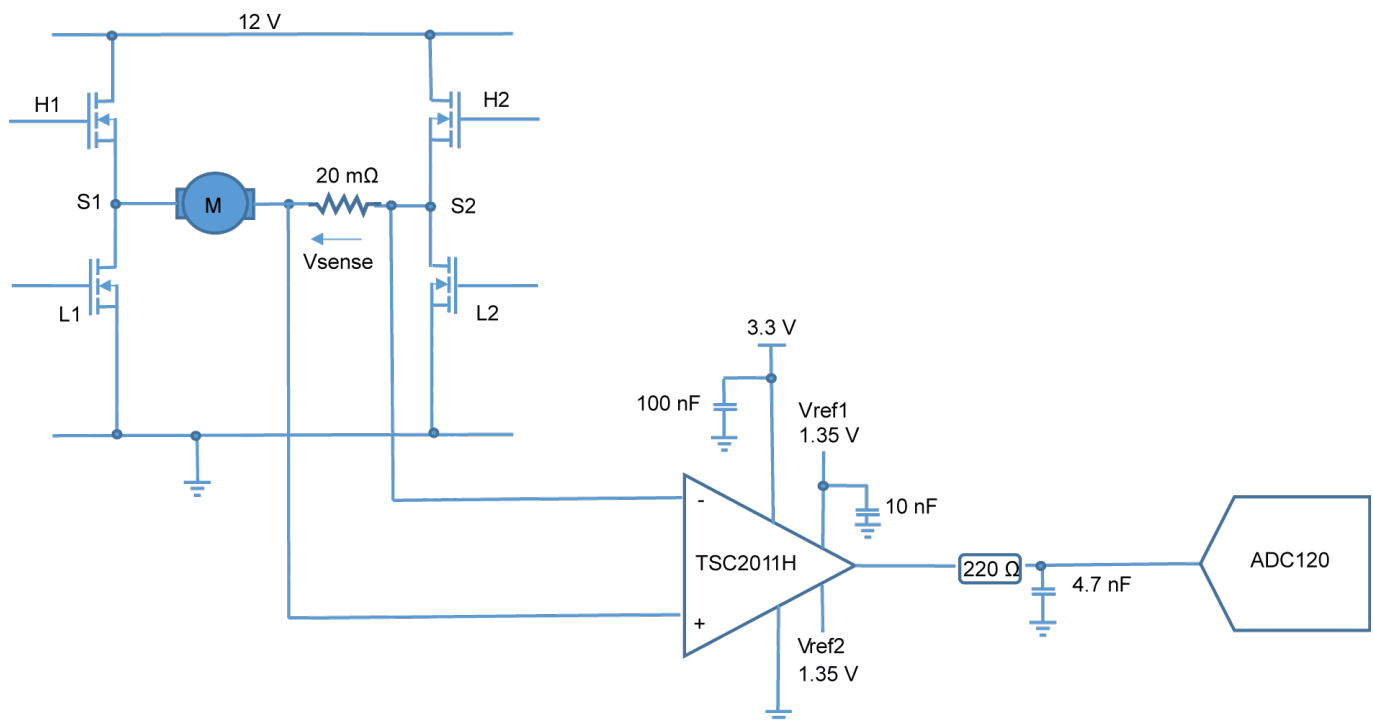 12 V
H1
H2
20 mΩ
S1
M
S2
Vsense
L1
L2
3.3 V
100 nF
Vref1
1.35 V
10 nF
-
TSC2011H
220 Ω
ADC120
4.7 nF
+
Vref2
1.35 V